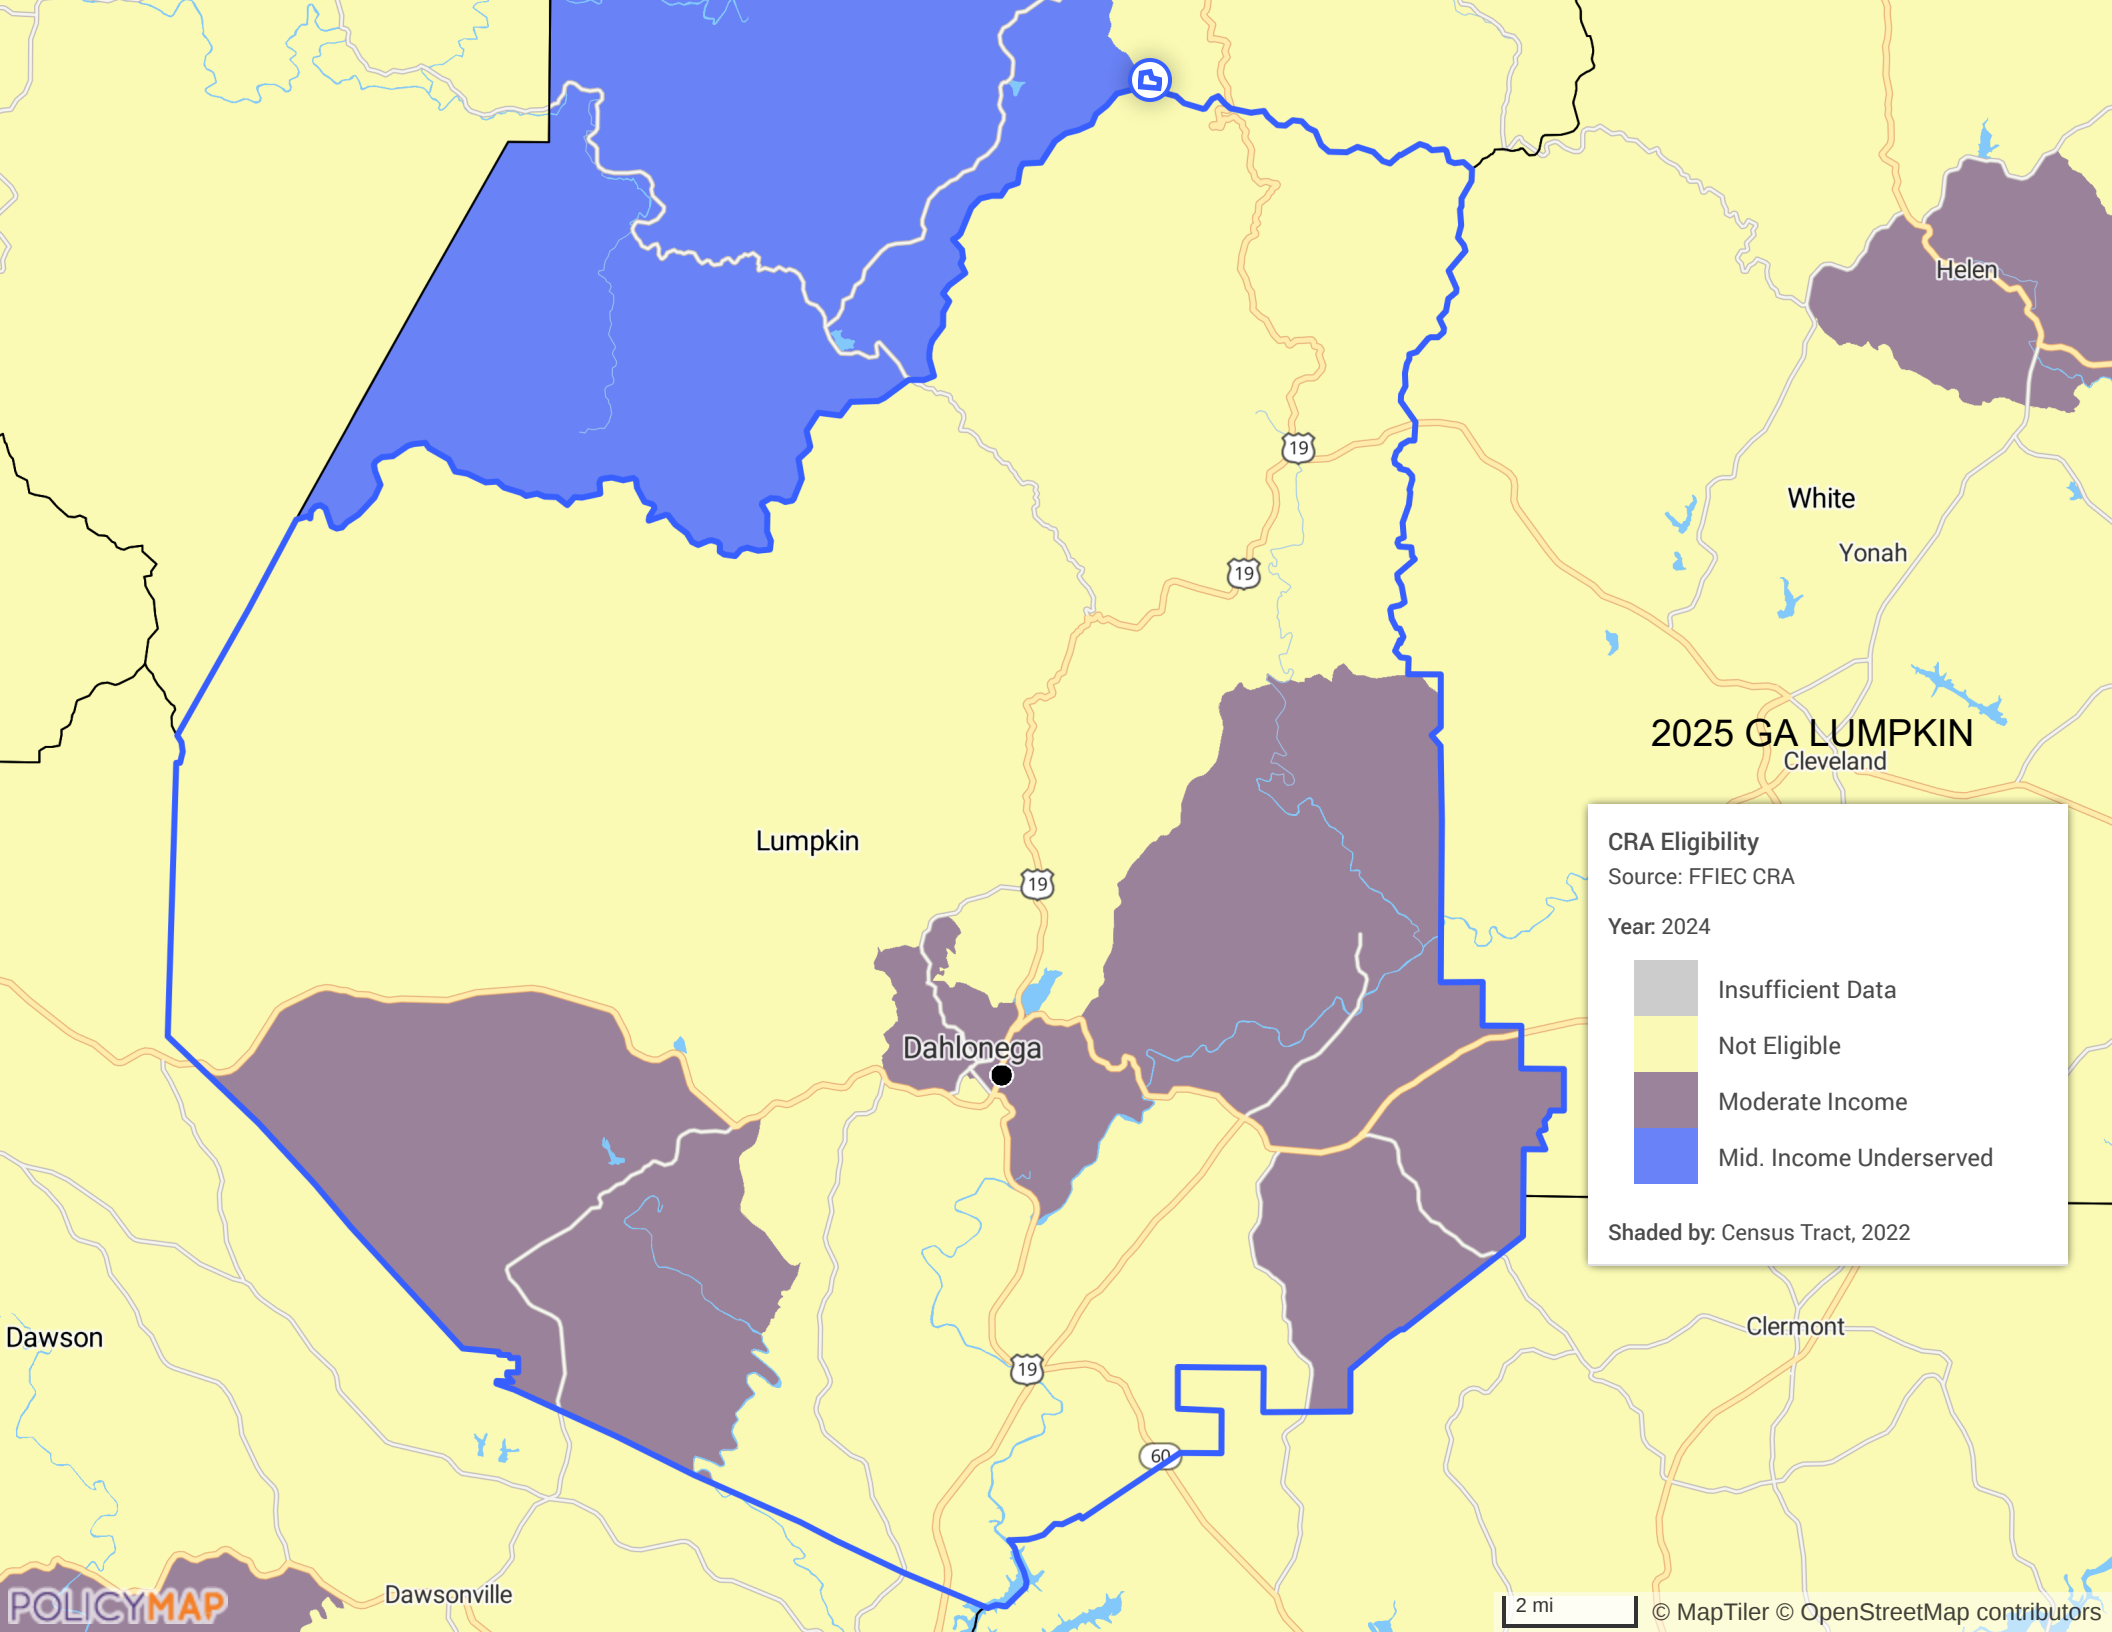 Helen
19
White
Yonah
19
2025 GA LUMPKIN
Cleveland
Lumpkin
CRA Eligibility
Source: FFIEC CRA
19
Year: 2024
Insufficient Data
Not Eligible
Dahlonega
Moderate Income
Mid. Income Underserved
Shaded by: Census Tract, 2022
Dawson
Clermont
19
60
Dawsonville
POLICYMAP
2 mi
© MapTiler © OpenStreetMap contributors